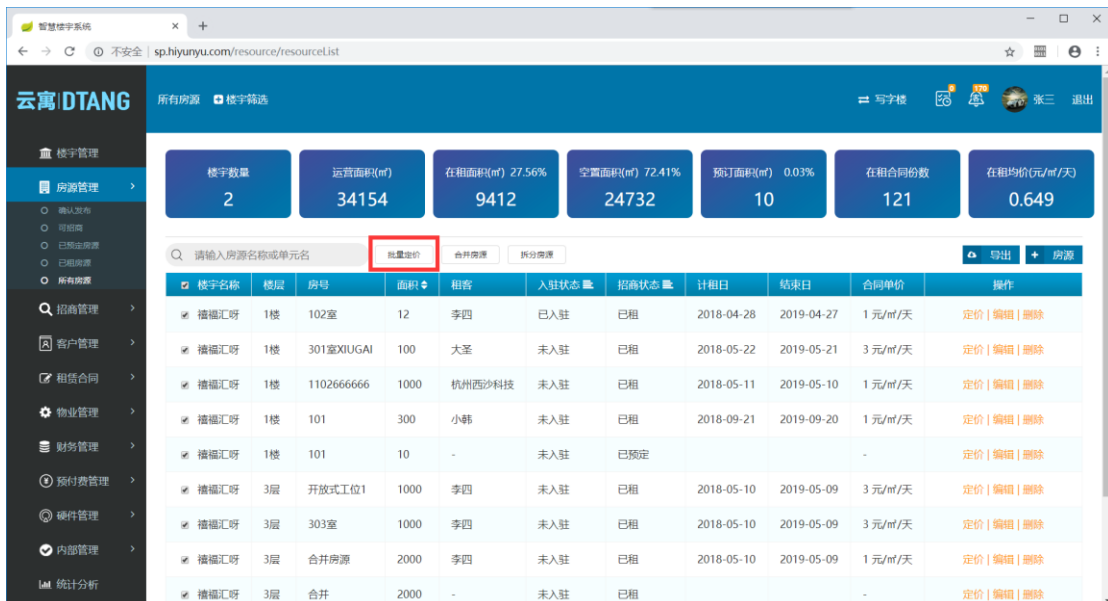 智慧楼宇系统
不安全 | sp.hiyunyu.com/resource/resourceList
云寓|DTANG
所有房源 楼宇筛选
写字楼 0 170 张三 退出
楼宇管理
房源管理
确认发布
可招商
已预定房源
已租房源
所有房源
招商管理
客户管理
租赁合同
物业管理
财务管理
预付费管理
硬件管理
内部管理
统计分析
楼宇数量 运营面积(㎡) 在租面积(㎡) 27.56% 空置面积(㎡) 72.41% 预订面积(㎡) 0.03% 在租合同份数 在租均价(元/㎡/天)
2 34154 9412 24732 10 121 0.649
请输入房源名称或单元名 批量定价 合并房源 拆分房源 导出 + 房源
楼宇名称 楼层 房号 面积 租客 入驻状态 招商状态 计租日 结束日 合同单价 操作
禧福汇呀 1楼 102室 12 李四 已入驻 已租 2018-04-28 2019-04-27 1 元/㎡/天 定价 | 编辑 | 删除
禧福汇呀 1楼 301室XIUGAI 100 大圣 未入驻 已租 2018-05-22 2019-05-21 3 元/㎡/天 定价 | 编辑 | 删除
禧福汇呀 1楼 1102666666 1000 杭州西沙科技 未入驻 已租 2018-05-11 2019-05-10 1 元/㎡/天 定价 | 编辑 | 删除
禧福汇呀 1楼 101 300 小韩 未入驻 已租 2018-09-21 2019-09-20 1 元/㎡/天 定价 | 编辑 | 删除
禧福汇呀 1楼 101 10 - 未入驻 已预定 - 定价 | 编辑 | 删除
禧福汇呀 3层 开放式工位1 1000 李四 未入驻 已租 2018-05-10 2019-05-09 3 元/㎡/天 定价 | 编辑 | 删除
禧福汇呀 3层 303室 1000 李四 未入驻 已租 2018-05-10 2019-05-09 3 元/㎡/天 定价 | 编辑 | 删除
禧福汇呀 3层 合并房源 2000 李四 未入驻 已租 2018-05-10 2019-05-09 1 元/㎡/天 定价 | 编辑 | 删除
禧福汇呀 3层 合并 2000 - 未入驻 已租 - 定价 | 编辑 | 删除